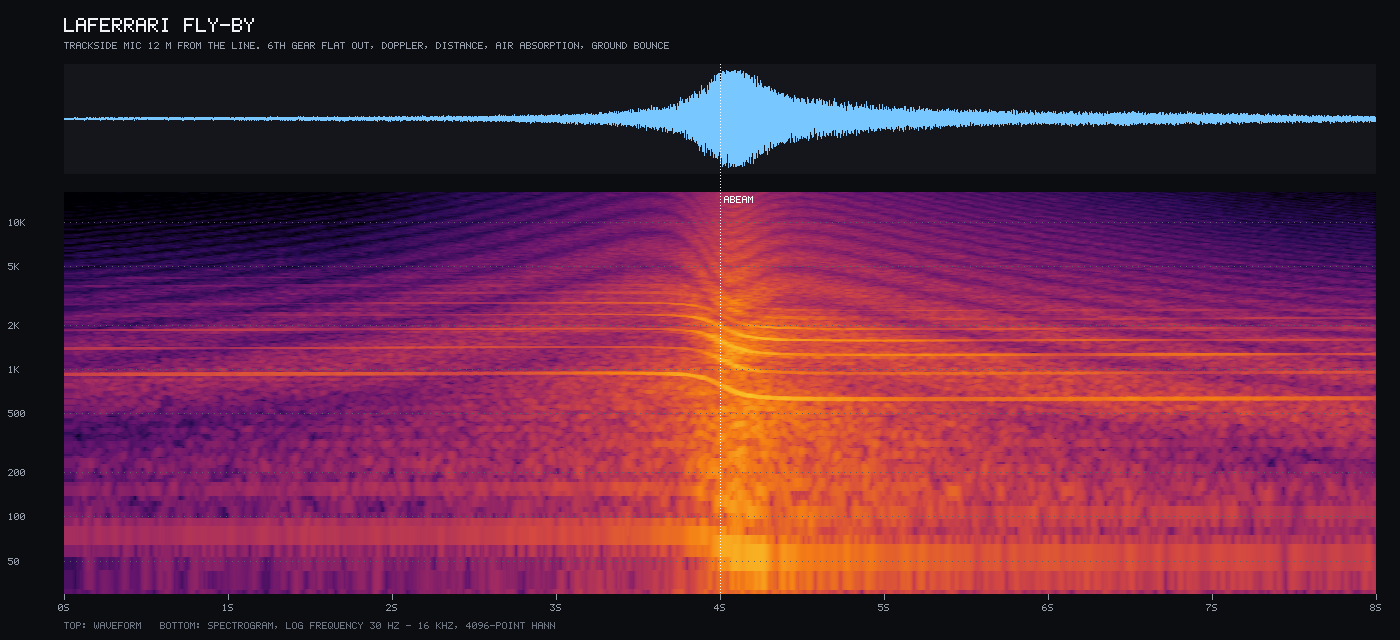 LAFERRARI FLY-BY
TRACKSIDE MIC 12 M FROM THE LINE. 6TH GEAR FLAT OUT, DOPPLER, DISTANCE, AIR ABSORPTION, GROUND BOUNCE
ABEAM
10K
5K
2K
1K
500
200
100
50
0S 1S 2S 3S 4S 5S 6S 7S 8S
TOP: WAVEFORM BOTTOM: SPECTROGRAM, LOG FREQUENCY 30 HZ - 16 KHZ, 4096-POINT HANN